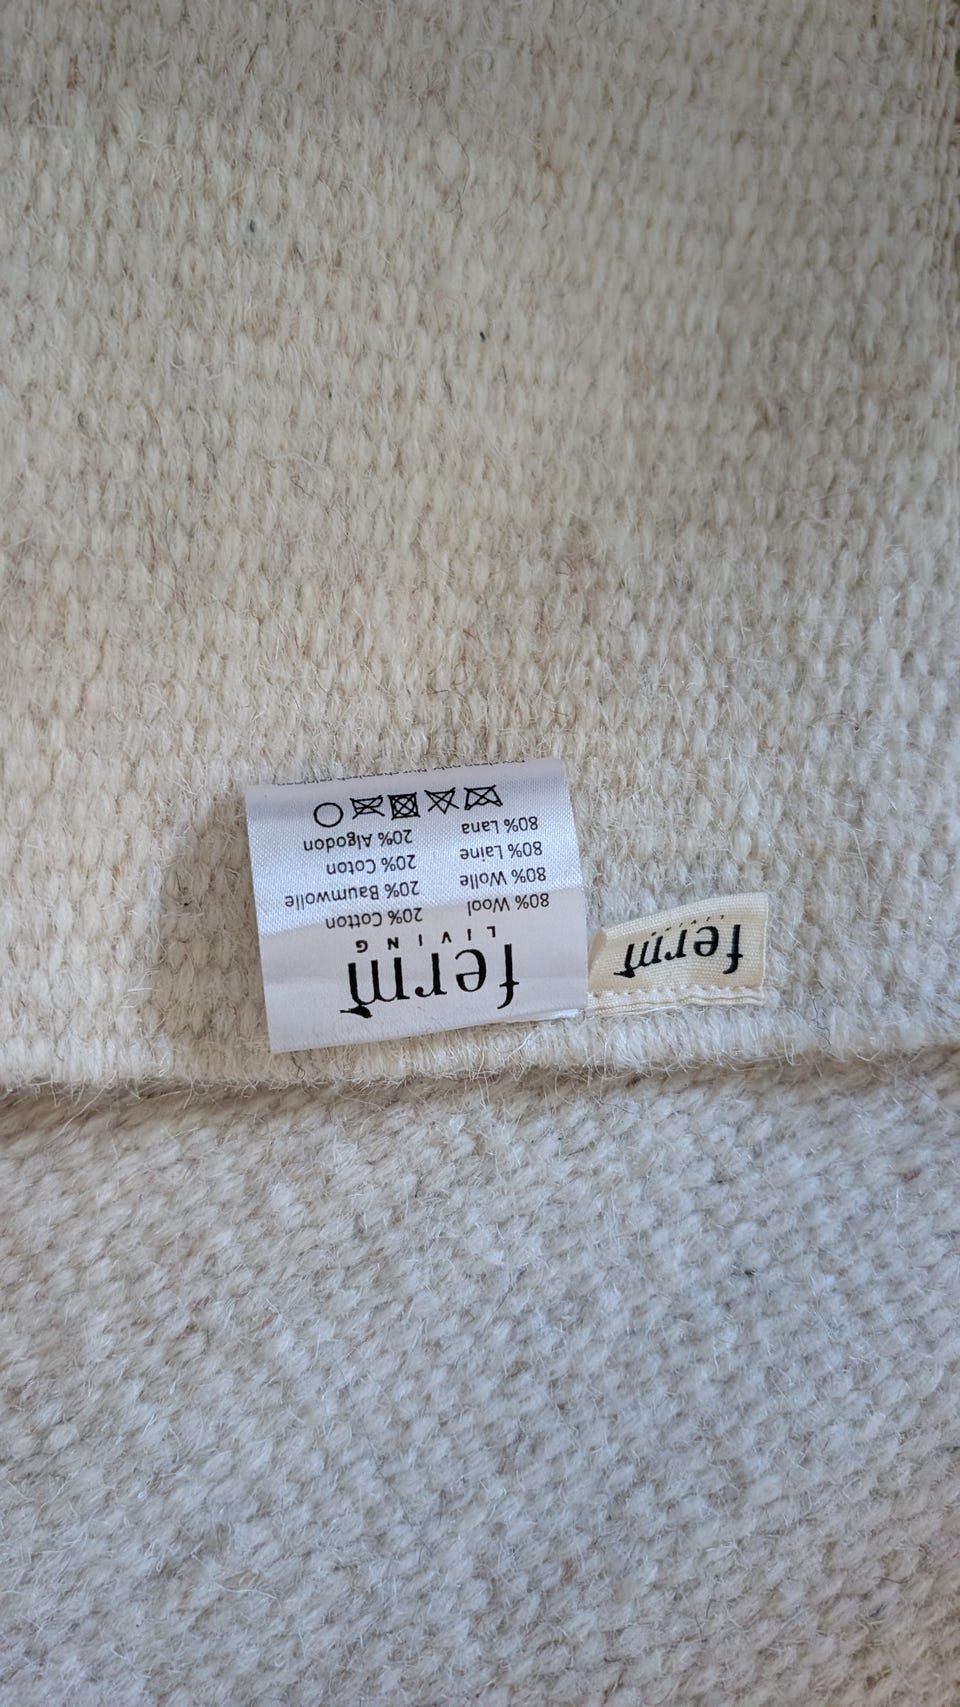 ferm
LIVING
80% Wool 20% Cotton
80% Wolle 20% Baumwolle
80% Laine 20% Coton
80% Lana 20% Algodon
ferm